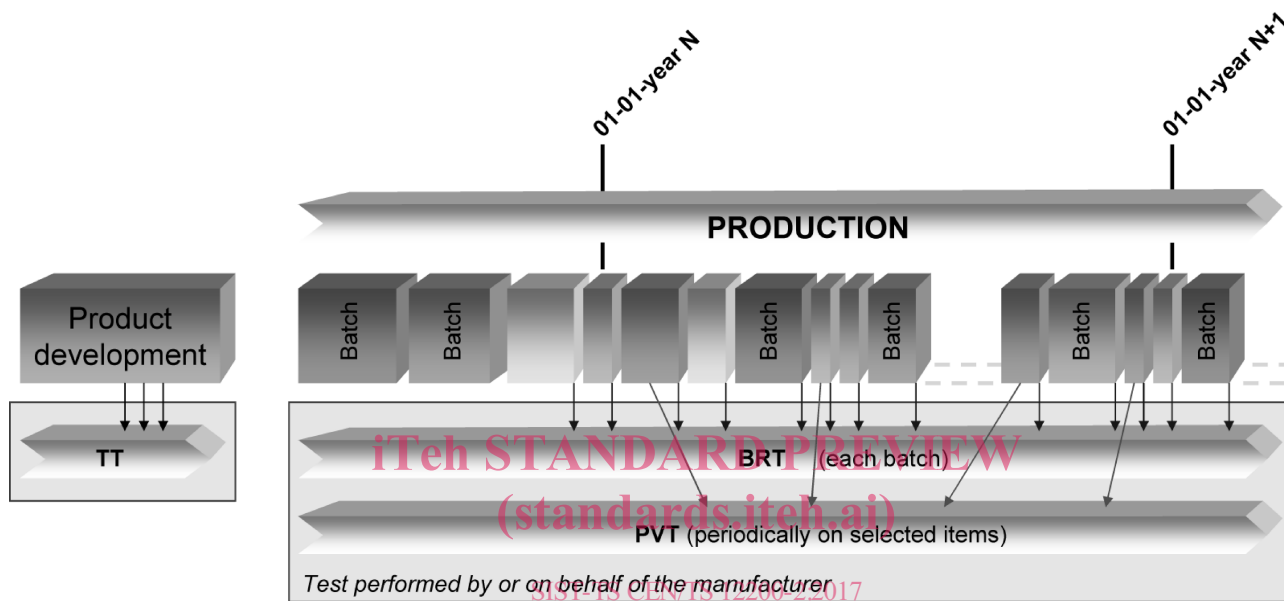 01-01-year N
01-01-year N+1
PRODUCTION
Product
development
Batch
Batch
Batch
Batch
Batch
Batch
TT
BRT (each batch)
iTeh STANDARD PREVIEW
(standards.iteh.ai)
PVT (periodically on selected items)
Test performed by or on behalf of the manufacturer
SIST-TS CEN/TS 12200-2:2017